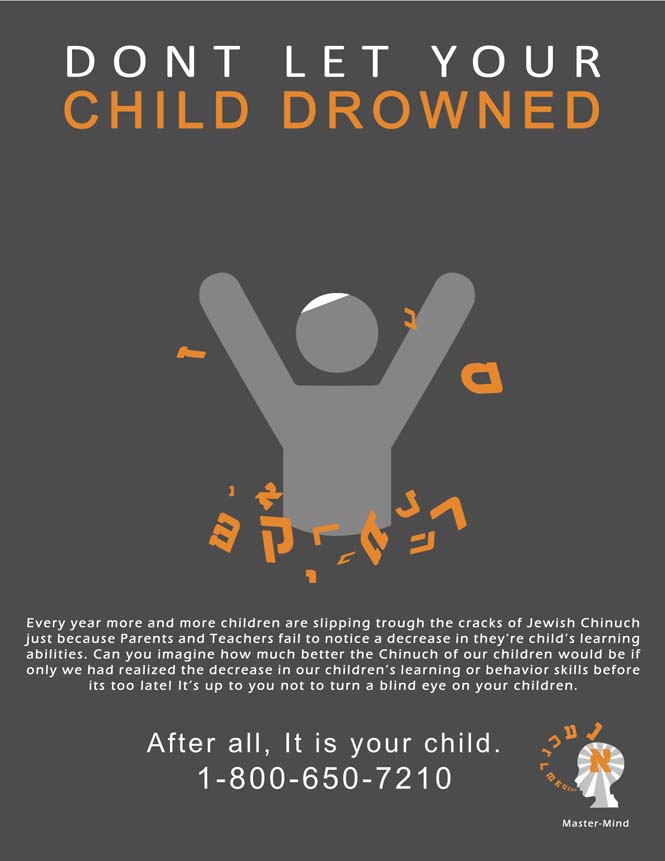 DONT LET YOUR
CHILD DROWNED
ז
נ
ם
י
א
ש
ק
ר
Every year more and more children are slipping trough the cracks of Jewish Chinuch
just because Parents and Teachers fail to notice a decrease in they're child's learning
abilities. Can you imagine how much better the Chinuch of our children would be if
only we had realized the decrease in our children's learning or behavior skills before
its too late! It's up to you not to turn a blind eye on your children.
After all, It is your child.
1-800-650-7210
א
Master-Mind